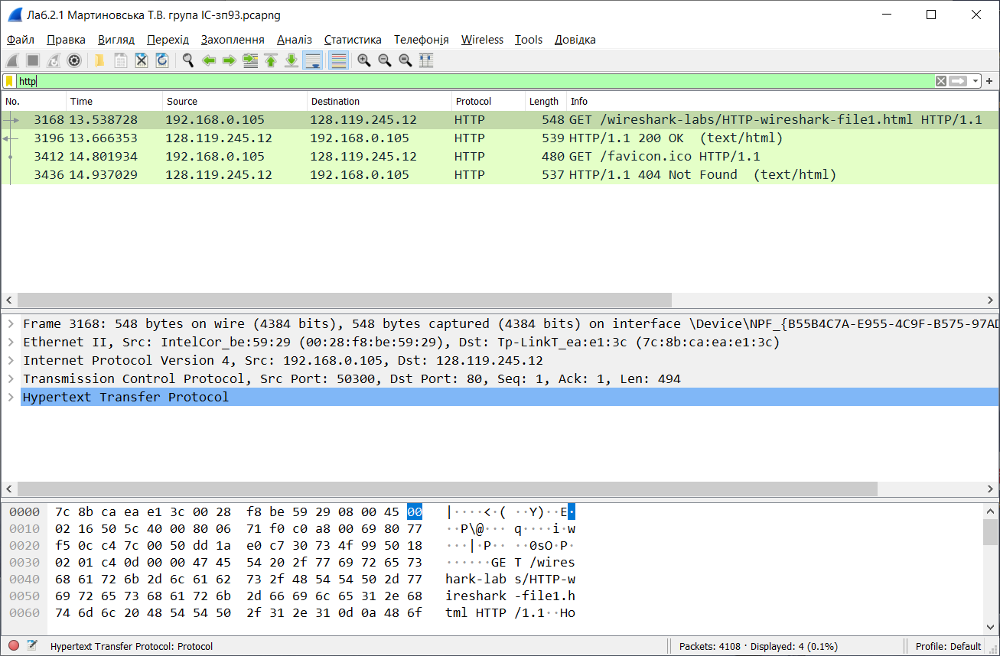 Лаб.2.1 Мартиновська Т.В. група ІС-зп93.pcapng
Файл Правка Вигляд Перехід Захоплення Аналіз Статистика Телефонія Wireless Tools Довідка
http
No. Time Source Destination Protocol Length Info
3168 13.538728 192.168.0.105 128.119.245.12 HTTP 548 GET /wireshark-labs/HTTP-wireshark-file1.html HTTP/1.1
3196 13.666353 128.119.245.12 192.168.0.105 HTTP 539 HTTP/1.1 200 OK (text/html)
3412 14.801934 192.168.0.105 128.119.245.12 HTTP 480 GET /favicon.ico HTTP/1.1
3436 14.937029 128.119.245.12 192.168.0.105 HTTP 537 HTTP/1.1 404 Not Found (text/html)
Frame 3168: 548 bytes on wire (4384 bits), 548 bytes captured (4384 bits) on interface \Device\NPF_{B55B4C7A-E955-4C9F-B575-97AD
Ethernet II, Src: IntelCor_be:59:29 (00:28:f8:be:59:29), Dst: Tp-LinkT_ea:e1:3c (7c:8b:ca:ea:e1:3c)
Internet Protocol Version 4, Src: 192.168.0.105, Dst: 128.119.245.12
Transmission Control Protocol, Src Port: 50300, Dst Port: 80, Seq: 1, Ack: 1, Len: 494
Hypertext Transfer Protocol
0000 7c 8b ca ea e1 3c 00 28 f8 be 59 29 08 00 45 00 |····<·( ··Y)··E·
0010 02 16 50 5c 40 00 80 06 71 f0 c0 a8 00 69 80 77 ··P\@··· q····i·w
0020 f5 0c c4 7c 00 50 dd 1a e0 c7 30 73 4f 99 50 18 ···|·P·· ··0sO·P·
0030 02 01 c4 0d 00 00 47 45 54 20 2f 77 69 72 65 73 ······GE T /wires
0040 68 61 72 6b 2d 6c 61 62 73 2f 48 54 54 50 2d 77 hark-lab s/HTTP-w
0050 69 72 65 73 68 61 72 6b 2d 66 69 6c 65 31 2e 68 ireshark -file1.h
0060 74 6d 6c 20 48 54 54 50 2f 31 2e 31 0d 0a 48 6f tml HTTP /1.1··Ho
Hypertext Transfer Protocol: Protocol Packets: 4108 · Displayed: 4 (0.1%) Profile: Default